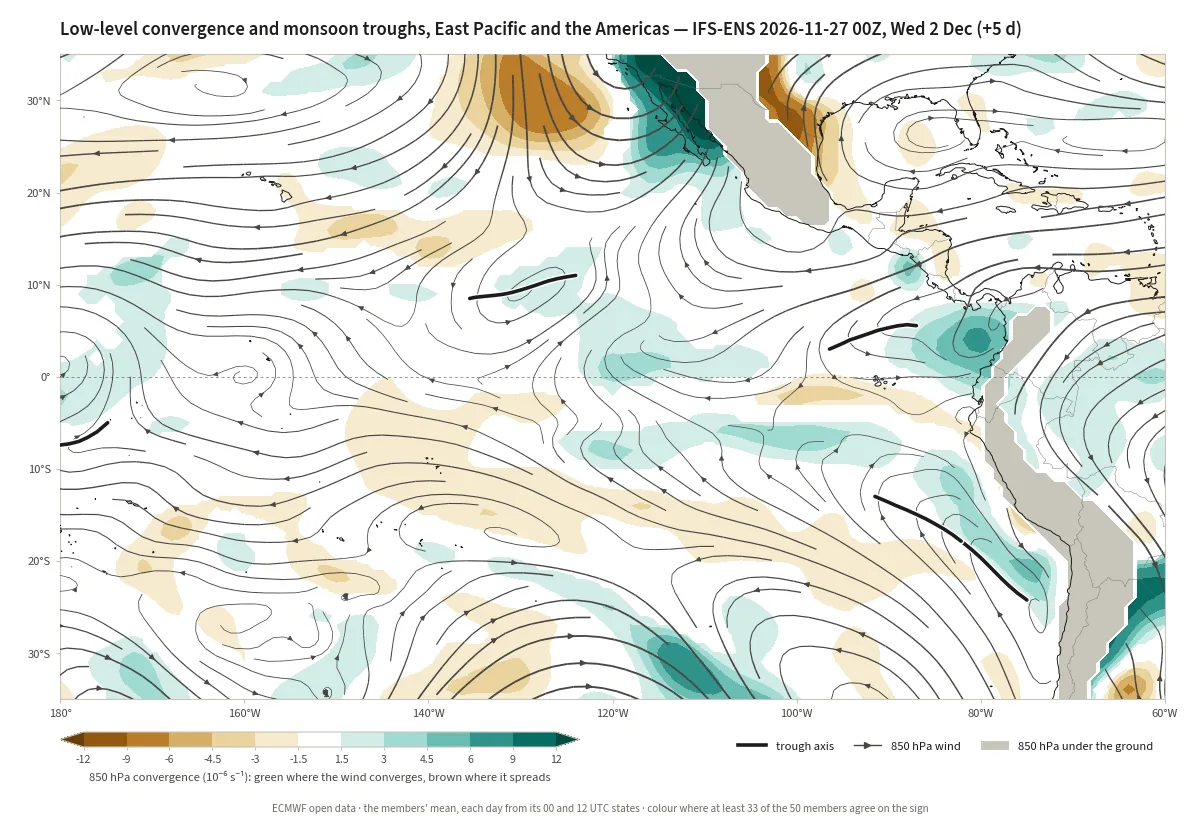 Low-level convergence and monsoon troughs, East Pacific and the Americas — IFS-ENS 2026-11-27 00Z, Wed 2 Dec (+5 d)
30°N
20°N
10°N
0°
10°S
20°S
30°S
180° 160°W 140°W 120°W 100°W 80°W 60°W
-12 -9 -6 -4.5 -3 -1.5 1.5 3 4.5 6 9 12
850 hPa convergence (10⁻⁶ s⁻¹): green where the wind converges, brown where it spreads
trough axis 850 hPa wind 850 hPa under the ground
ECMWF open data · the members' mean, each day from its 00 and 12 UTC states · colour where at least 33 of the 50 members agree on the sign